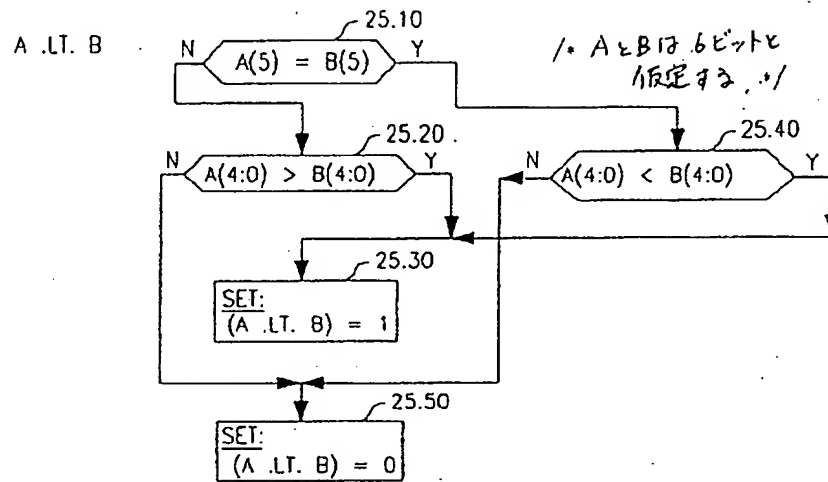 A .LT. B
25.10
N
A(5) = B(5)
Y
/* AとBは6ビットと
仮定する. */
25.20
N
A(4:0) > B(4:0)
Y
25.40
N
A(4:0) < B(4:0)
Y
25.30
SET:
(A .LT. B) = 1
25.50
SET:
(A .LT. B) = 0